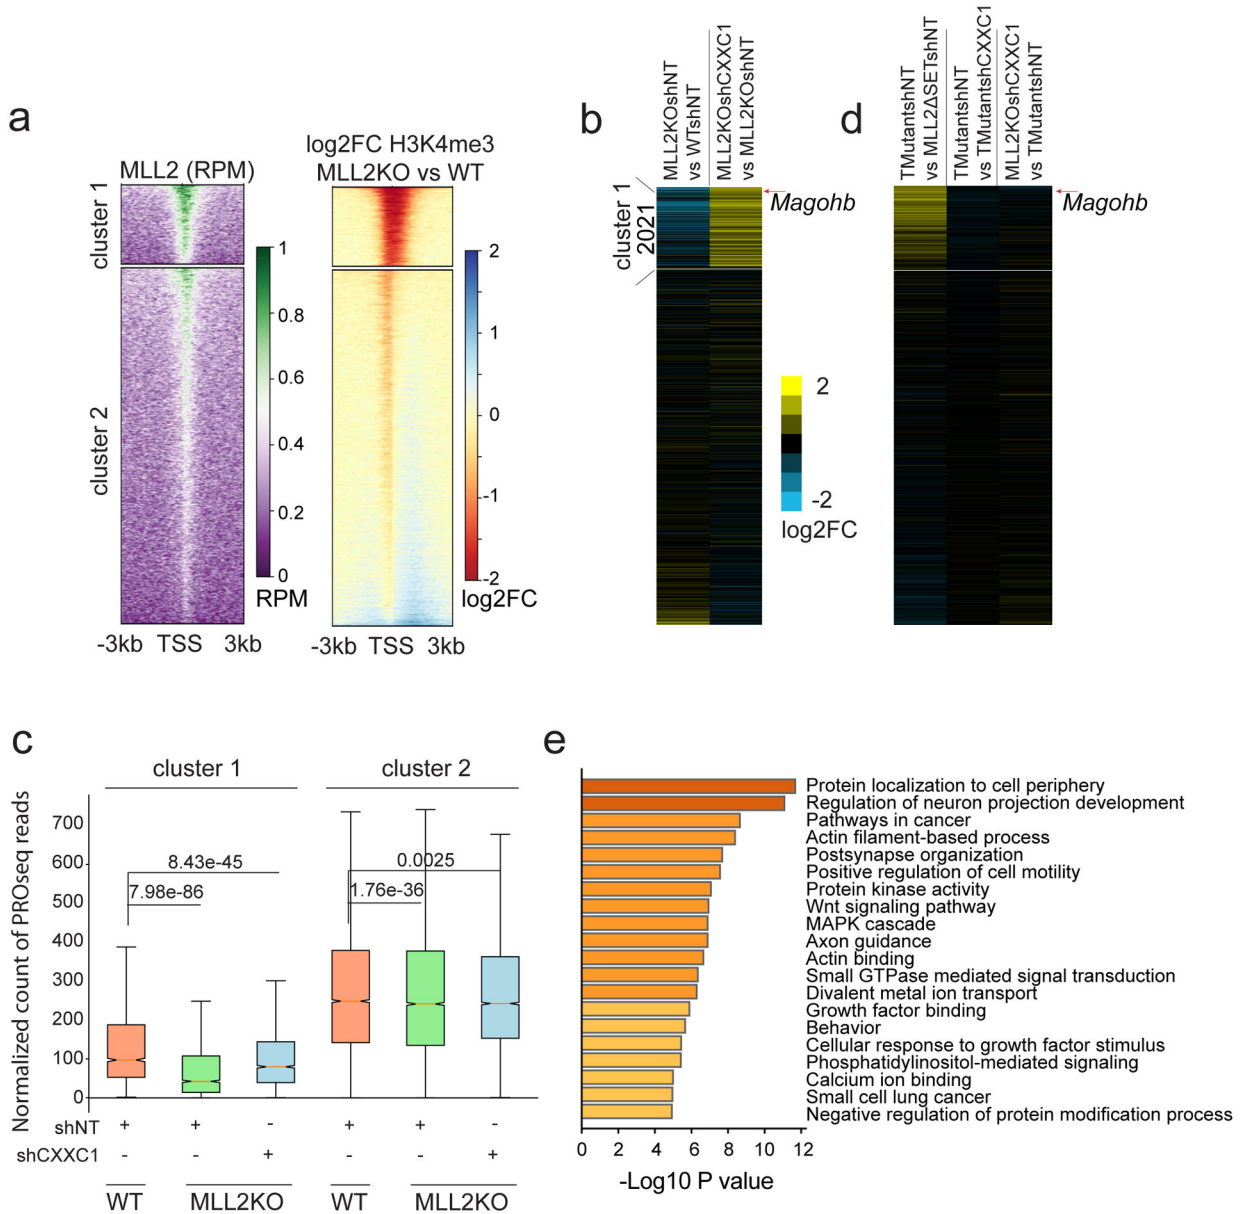 a
MLL2 (RPM)
log2FC H3K4me3
MLL2KO vs WT
cluster 1
cluster 2
1
0.8
0.6
0.4
0.2
0
RPM
2
1
0
-1
-2
log2FC
-3kb TSS 3kb
-3kb TSS 3kb
b
MLL2KOshNT
vs WTshNT
MLL2KOshCXXC1
vs MLL2KOshNT
cluster 1
2021
Magohb
2
-2
log2FC
d
TMutantshNT
vs MLL2ΔSETshNT
TMutantshNT
vs TMutantshCXXC1
MLL2KOshCXXC1
vs TMutantshNT
Magohb
c
cluster 1
cluster 2
Normalized count of PROseq reads
700
600
500
400
300
200
100
0
8.43e-45
7.98e-86
0.0025
1.76e-36
shNT + + - + + -
shCXXC1 - - + - - +
WT MLL2KO WT MLL2KO
e
Protein localization to cell periphery
Regulation of neuron projection development
Pathways in cancer
Actin filament-based process
Postsynapse organization
Positive regulation of cell motility
Protein kinase activity
Wnt signaling pathway
MAPK cascade
Axon guidance
Actin binding
Small GTPase mediated signal transduction
Divalent metal ion transport
Growth factor binding
Behavior
Cellular response to growth factor stimulus
Phosphatidylinositol-mediated signaling
Calcium ion binding
Small cell lung cancer
Negative regulation of protein modification process
0 2 4 6 8 10 12
-Log10 P value